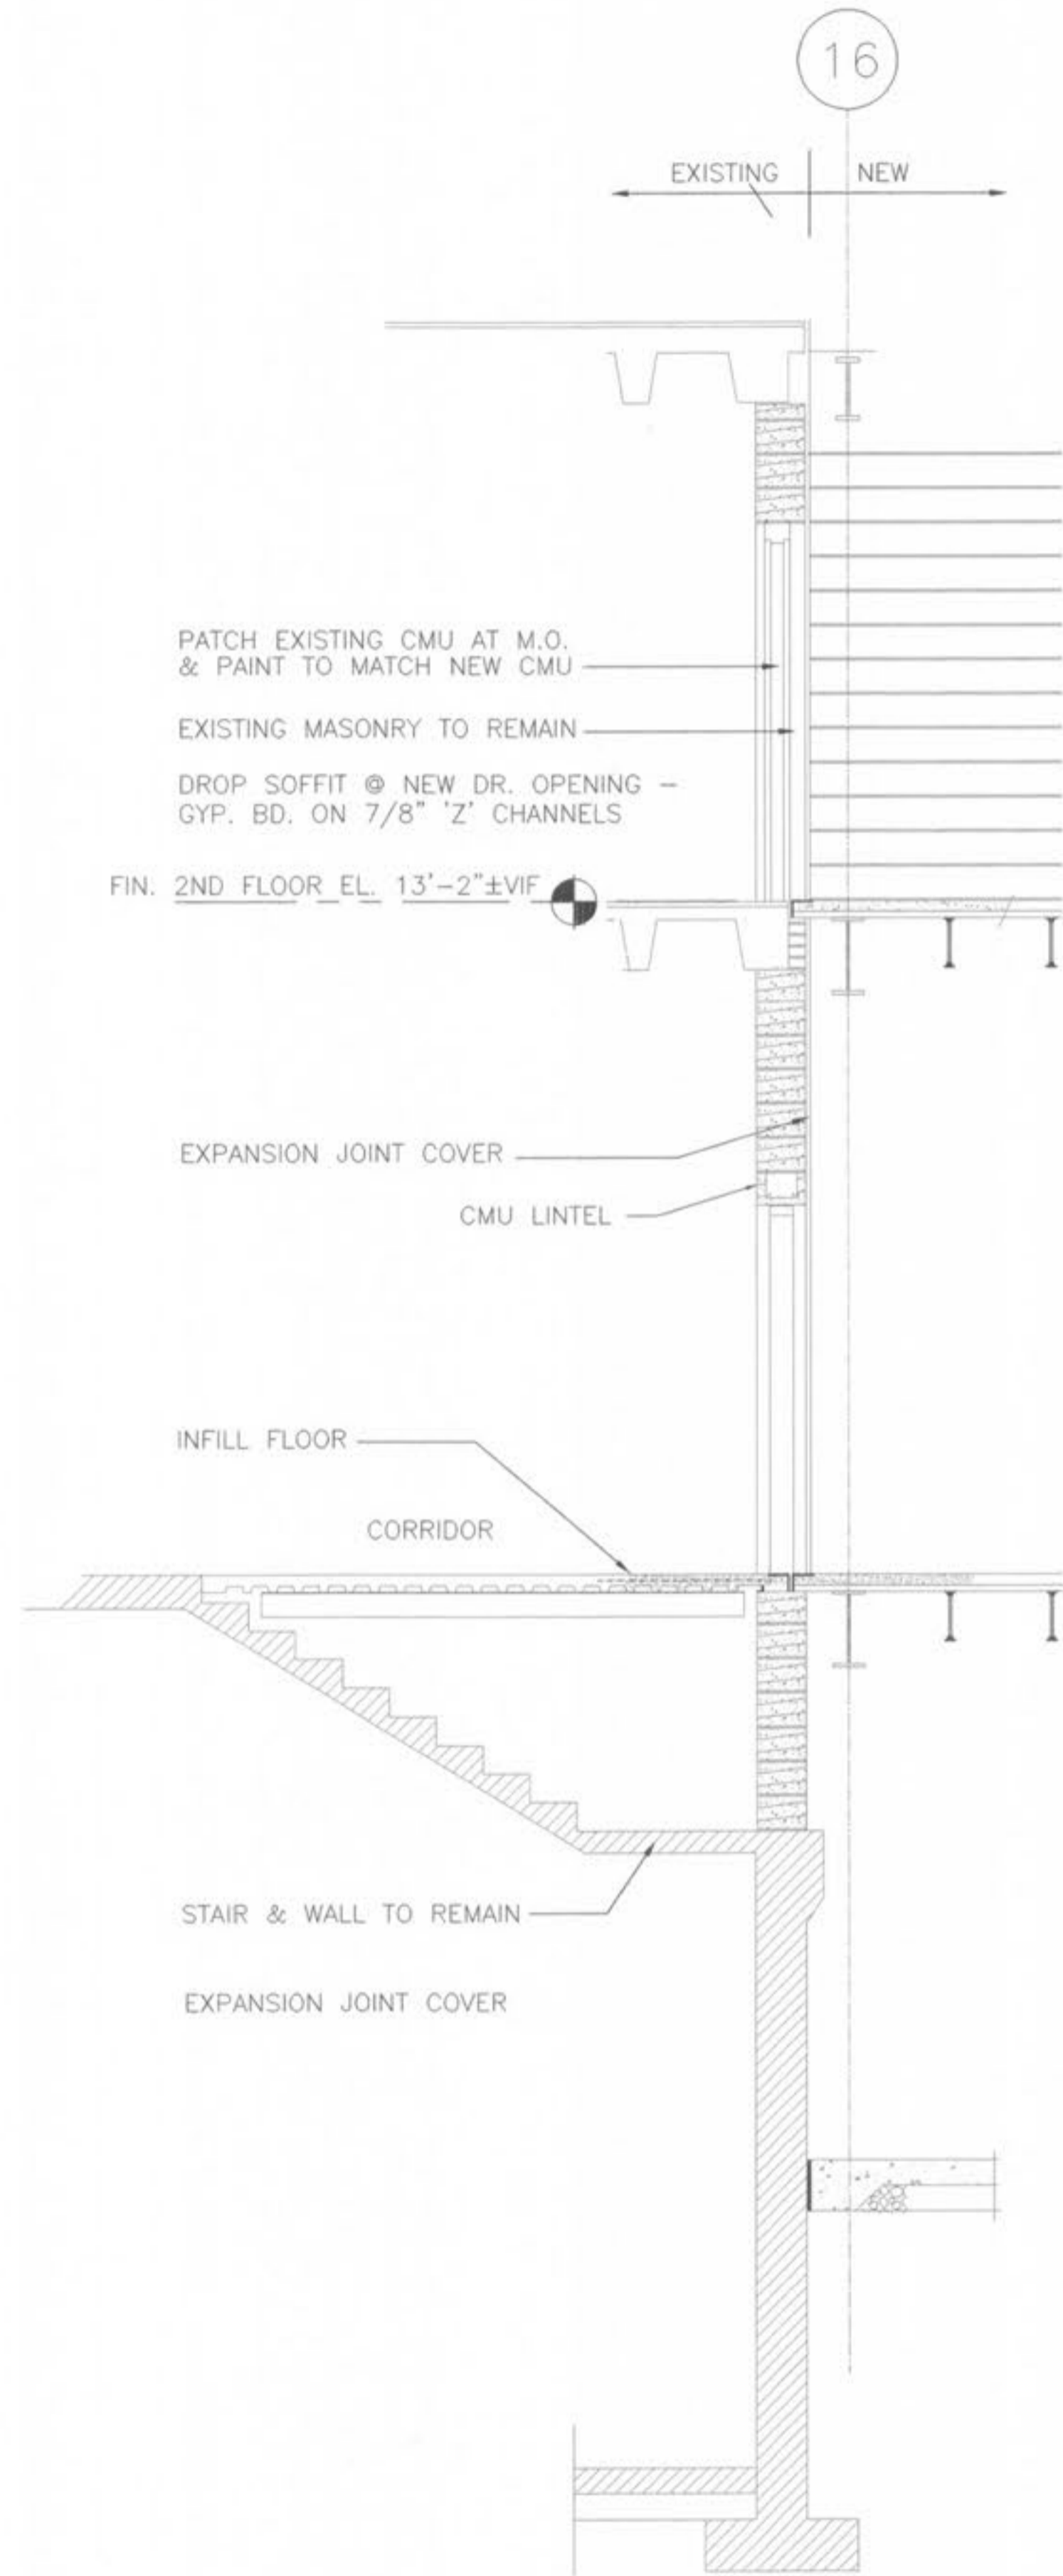 16
EXISTING NEW
PATCH EXISTING CMU AT M.O.
& PAINT TO MATCH NEW CMU
EXISTING MASONRY TO REMAIN
DROP SOFFIT @ NEW DR. OPENING –
GYP. BD. ON 7/8" 'Z' CHANNELS
FIN. 2ND FLOOR EL. 13'-2"±VIF
EXPANSION JOINT COVER
CMU LINTEL
INFILL FLOOR
CORRIDOR
STAIR & WALL TO REMAIN
EXPANSION JOINT COVER